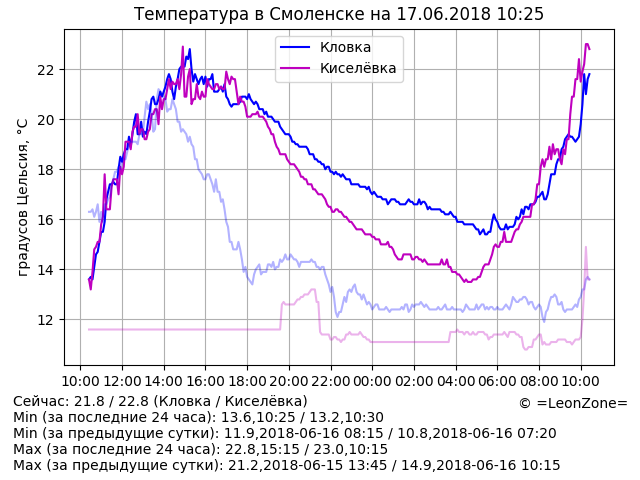 Температура в Смоленске на 17.06.2018 10:25
Кловка
Киселёвка
градусов Цельсия, °C
22
20
18
16
14
12
10:00 12:00 14:00 16:00 18:00 20:00 22:00 00:00 02:00 04:00 06:00 08:00 10:00
Сейчас: 21.8 / 22.8 (Кловка / Киселёвка)
© =LeonZone=
Min (за последние 24 часа): 13.6,10:25 / 13.2,10:30
Min (за предыдущие сутки): 11.9,2018-06-16 08:15 / 10.8,2018-06-16 07:20
Max (за последние 24 часа): 22.8,15:15 / 23.0,10:15
Max (за предыдущие сутки): 21.2,2018-06-15 13:45 / 14.9,2018-06-16 10:15